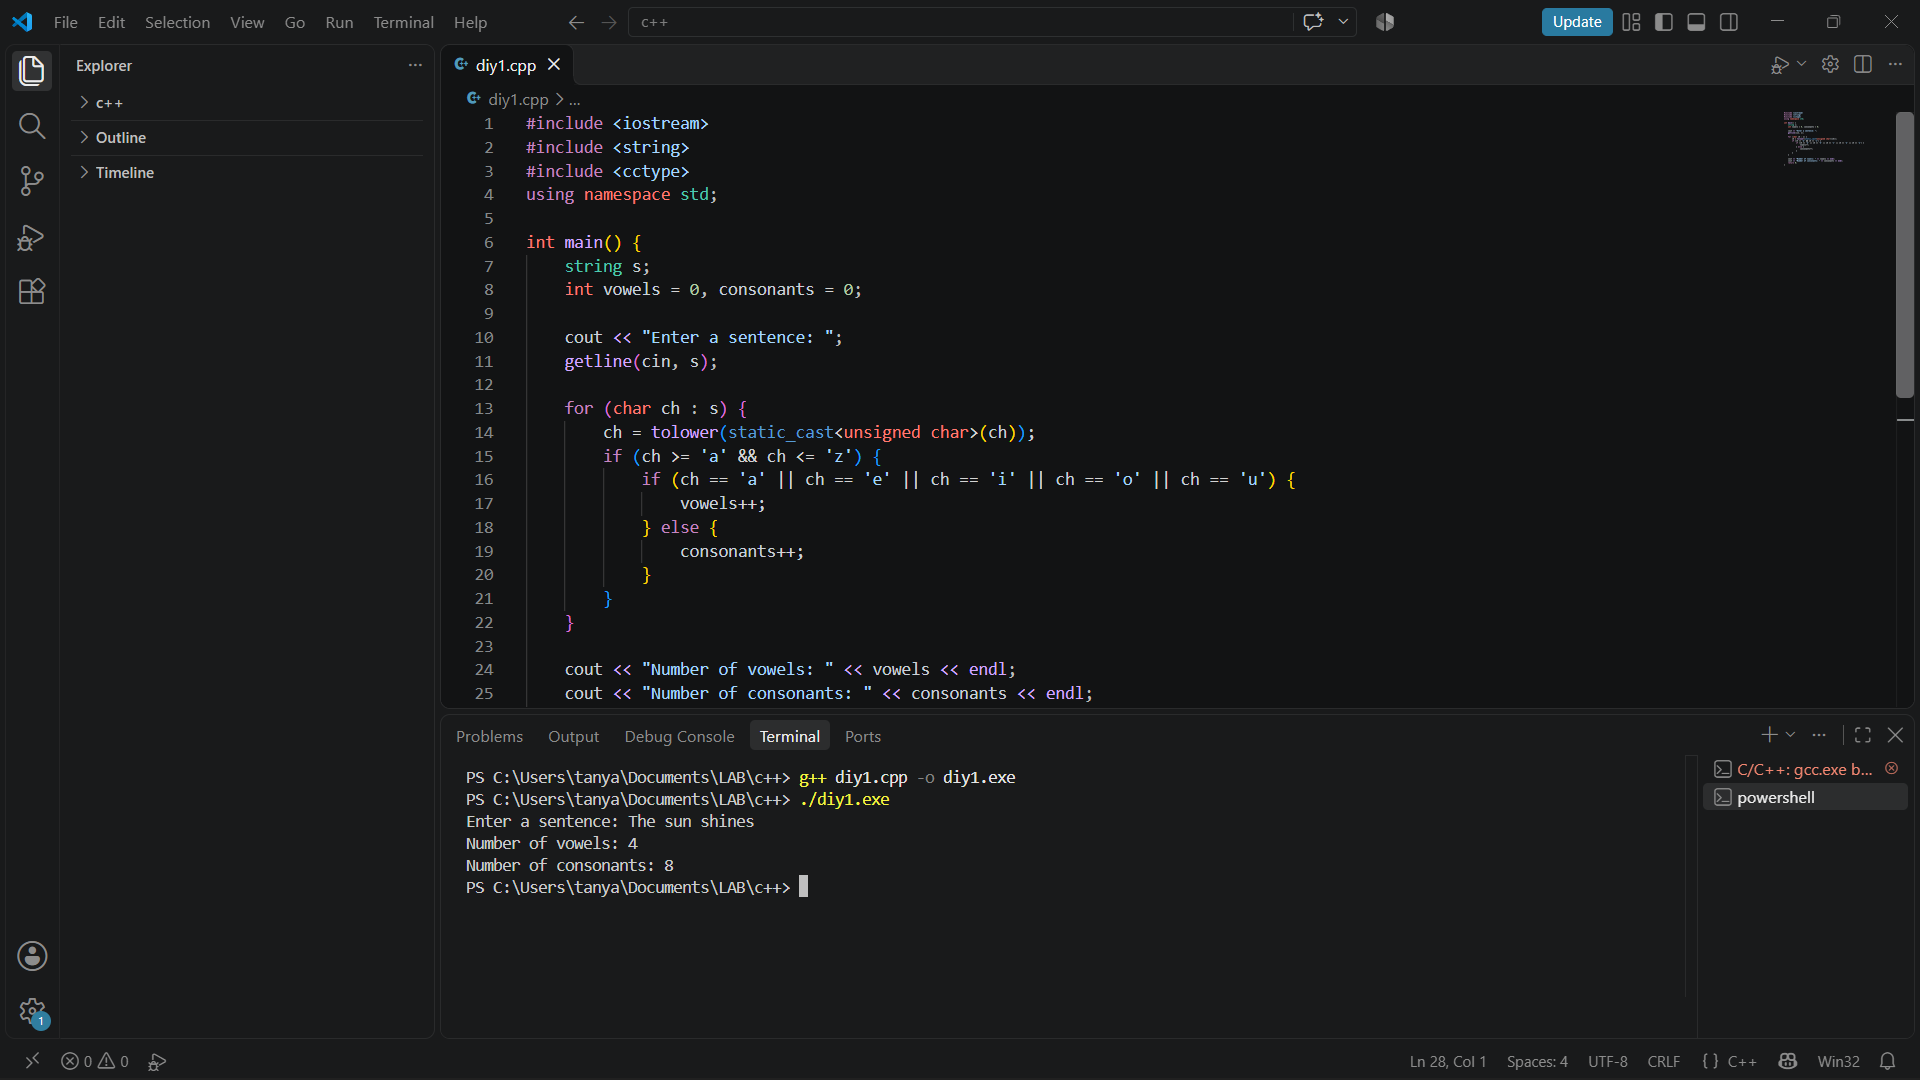 File Edit Selection View Go Run Terminal Help
c++
Update
Explorer
c++
Outline
Timeline
diy1.cpp
diy1.cpp > ...
1 #include <iostream>
2 #include <string>
3 #include <cctype>
4 using namespace std;
5
6 int main() {
7 string s;
8 int vowels = 0, consonants = 0;
9
10 cout << "Enter a sentence: ";
11 getline(cin, s);
12
13 for (char ch : s) {
14 ch = tolower(static_cast<unsigned char>(ch));
15 if (ch >= 'a' && ch <= 'z') {
16 if (ch == 'a' || ch == 'e' || ch == 'i' || ch == 'o' || ch == 'u') {
17 vowels++;
18 } else {
19 consonants++;
20 }
21 }
22 }
23
24 cout << "Number of vowels: " << vowels << endl;
25 cout << "Number of consonants: " << consonants << endl;
Problems Output Debug Console Terminal Ports
PS C:\Users\tanya\Documents\LAB\c++> g++ diy1.cpp -o diy1.exe
PS C:\Users\tanya\Documents\LAB\c++> ./diy1.exe
Enter a sentence: The sun shines
Number of vowels: 4
Number of consonants: 8
PS C:\Users\tanya\Documents\LAB\c++>
C/C++: gcc.exe b...
powershell
1
0 0
Ln 28, Col 1 Spaces: 4 UTF-8 CRLF {} C++ Win32